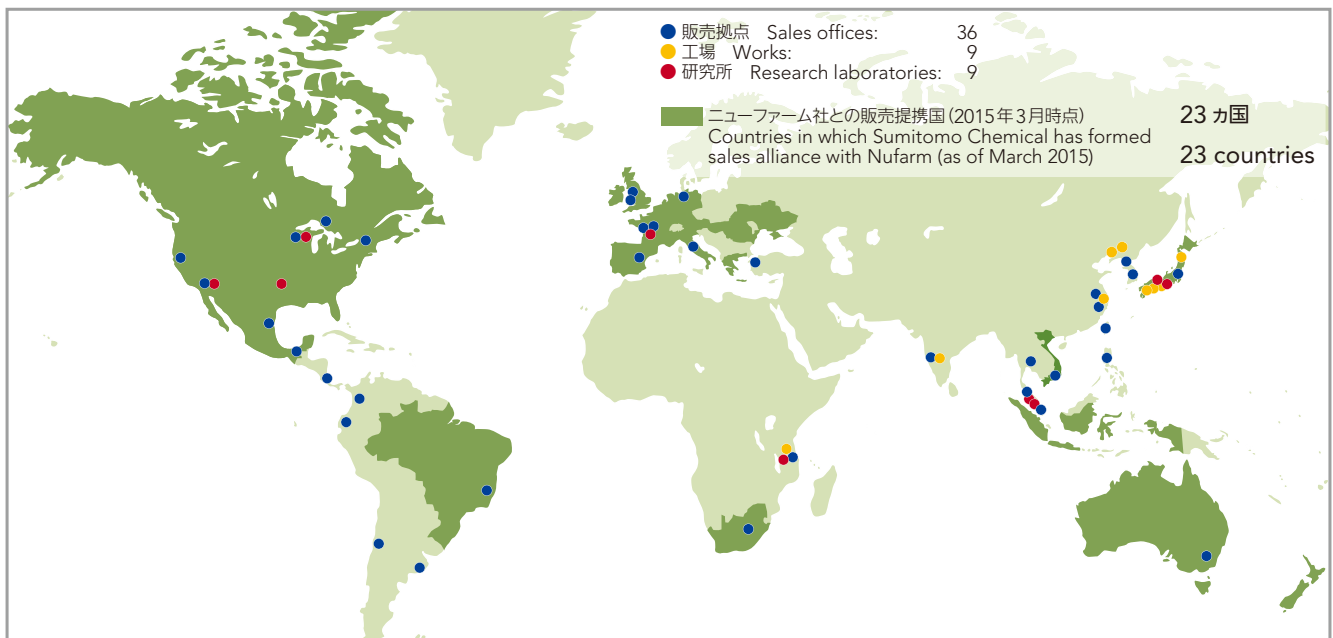 販売拠点 Sales offices: 36
工場 Works: 9
研究所 Research laboratories: 9
ニューファーム社との販売提携国(2015年3月時点) 23 ヵ国
Countries in which Sumitomo Chemical has formed
sales alliance with Nufarm (as of March 2015) 23 countries